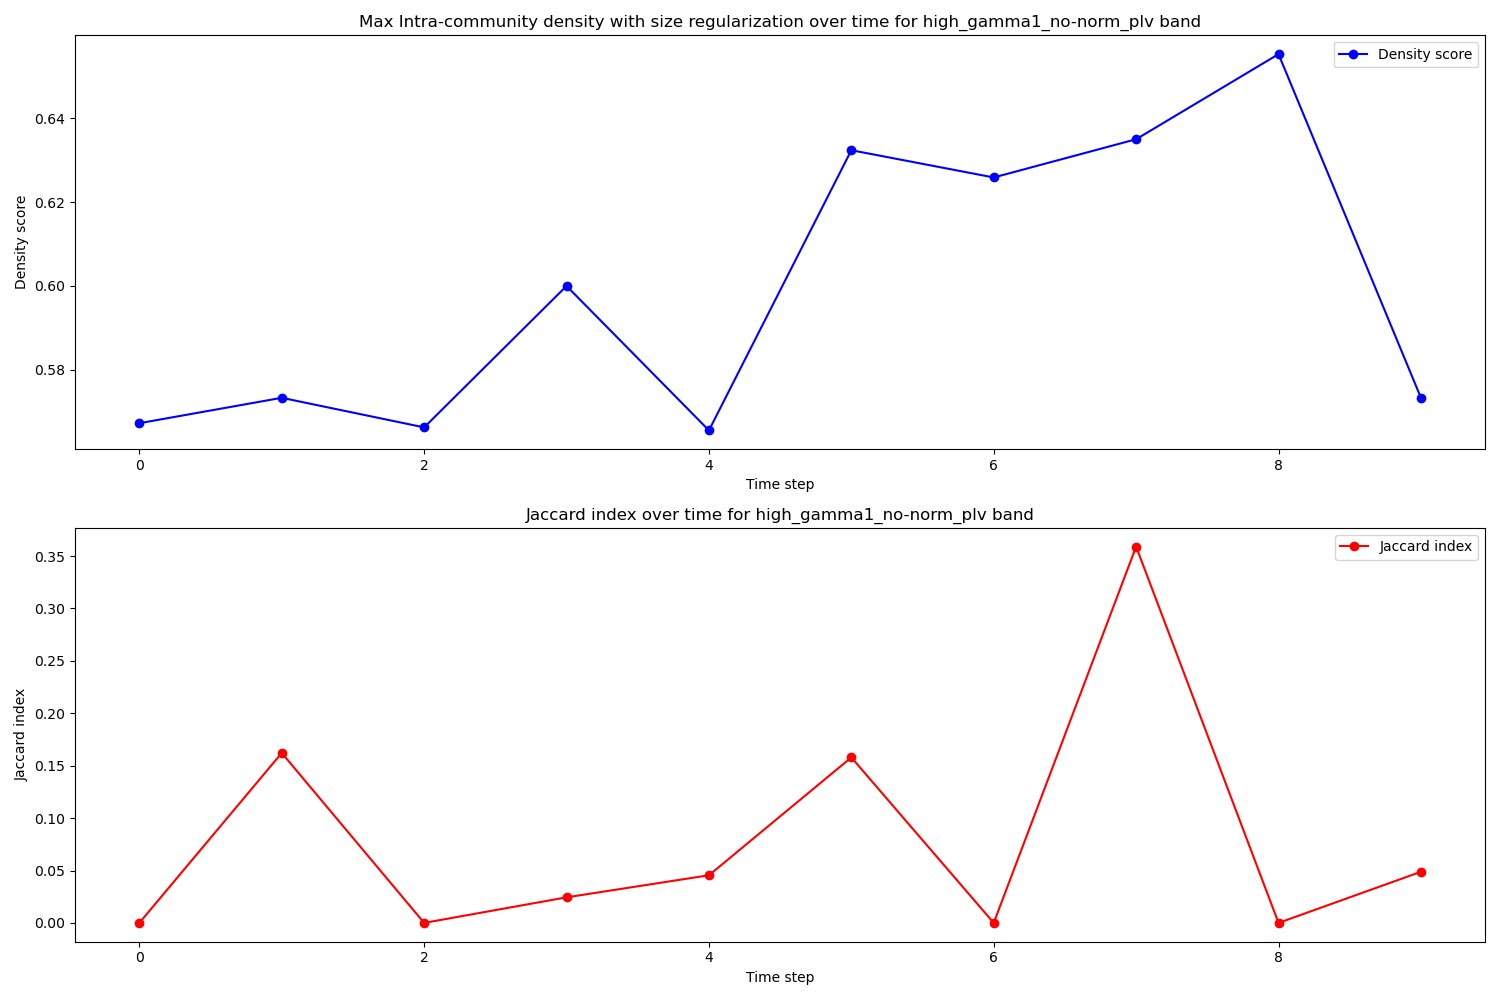 Max Intra-community density with size regularization over time for high_gamma1_no-norm_plv band
Density score
0.64
0.62
0.60
0.58
Density score
0 2 4 6 8
Time step
Jaccard index over time for high_gamma1_no-norm_plv band
Jaccard index
0.35
0.30
0.25
0.20
0.15
0.10
0.05
0.00
Jaccard index
0 2 4 6 8
Time step